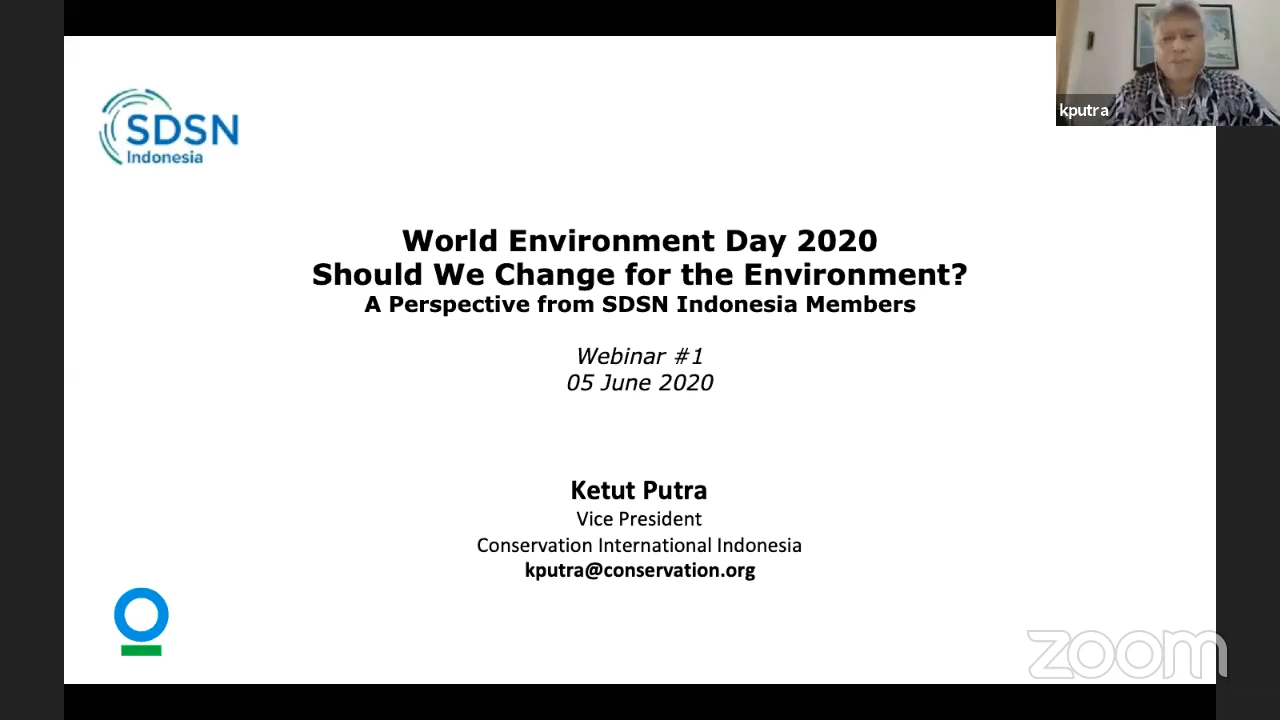 kputra
SDSN
Indonesia
World Environment Day 2020
Should We Change for the Environment?
A Perspective from SDSN Indonesia Members
Webinar #1
05 June 2020
Ketut Putra
Vice President
Conservation International Indonesia
kputra@conservation.org
zoom